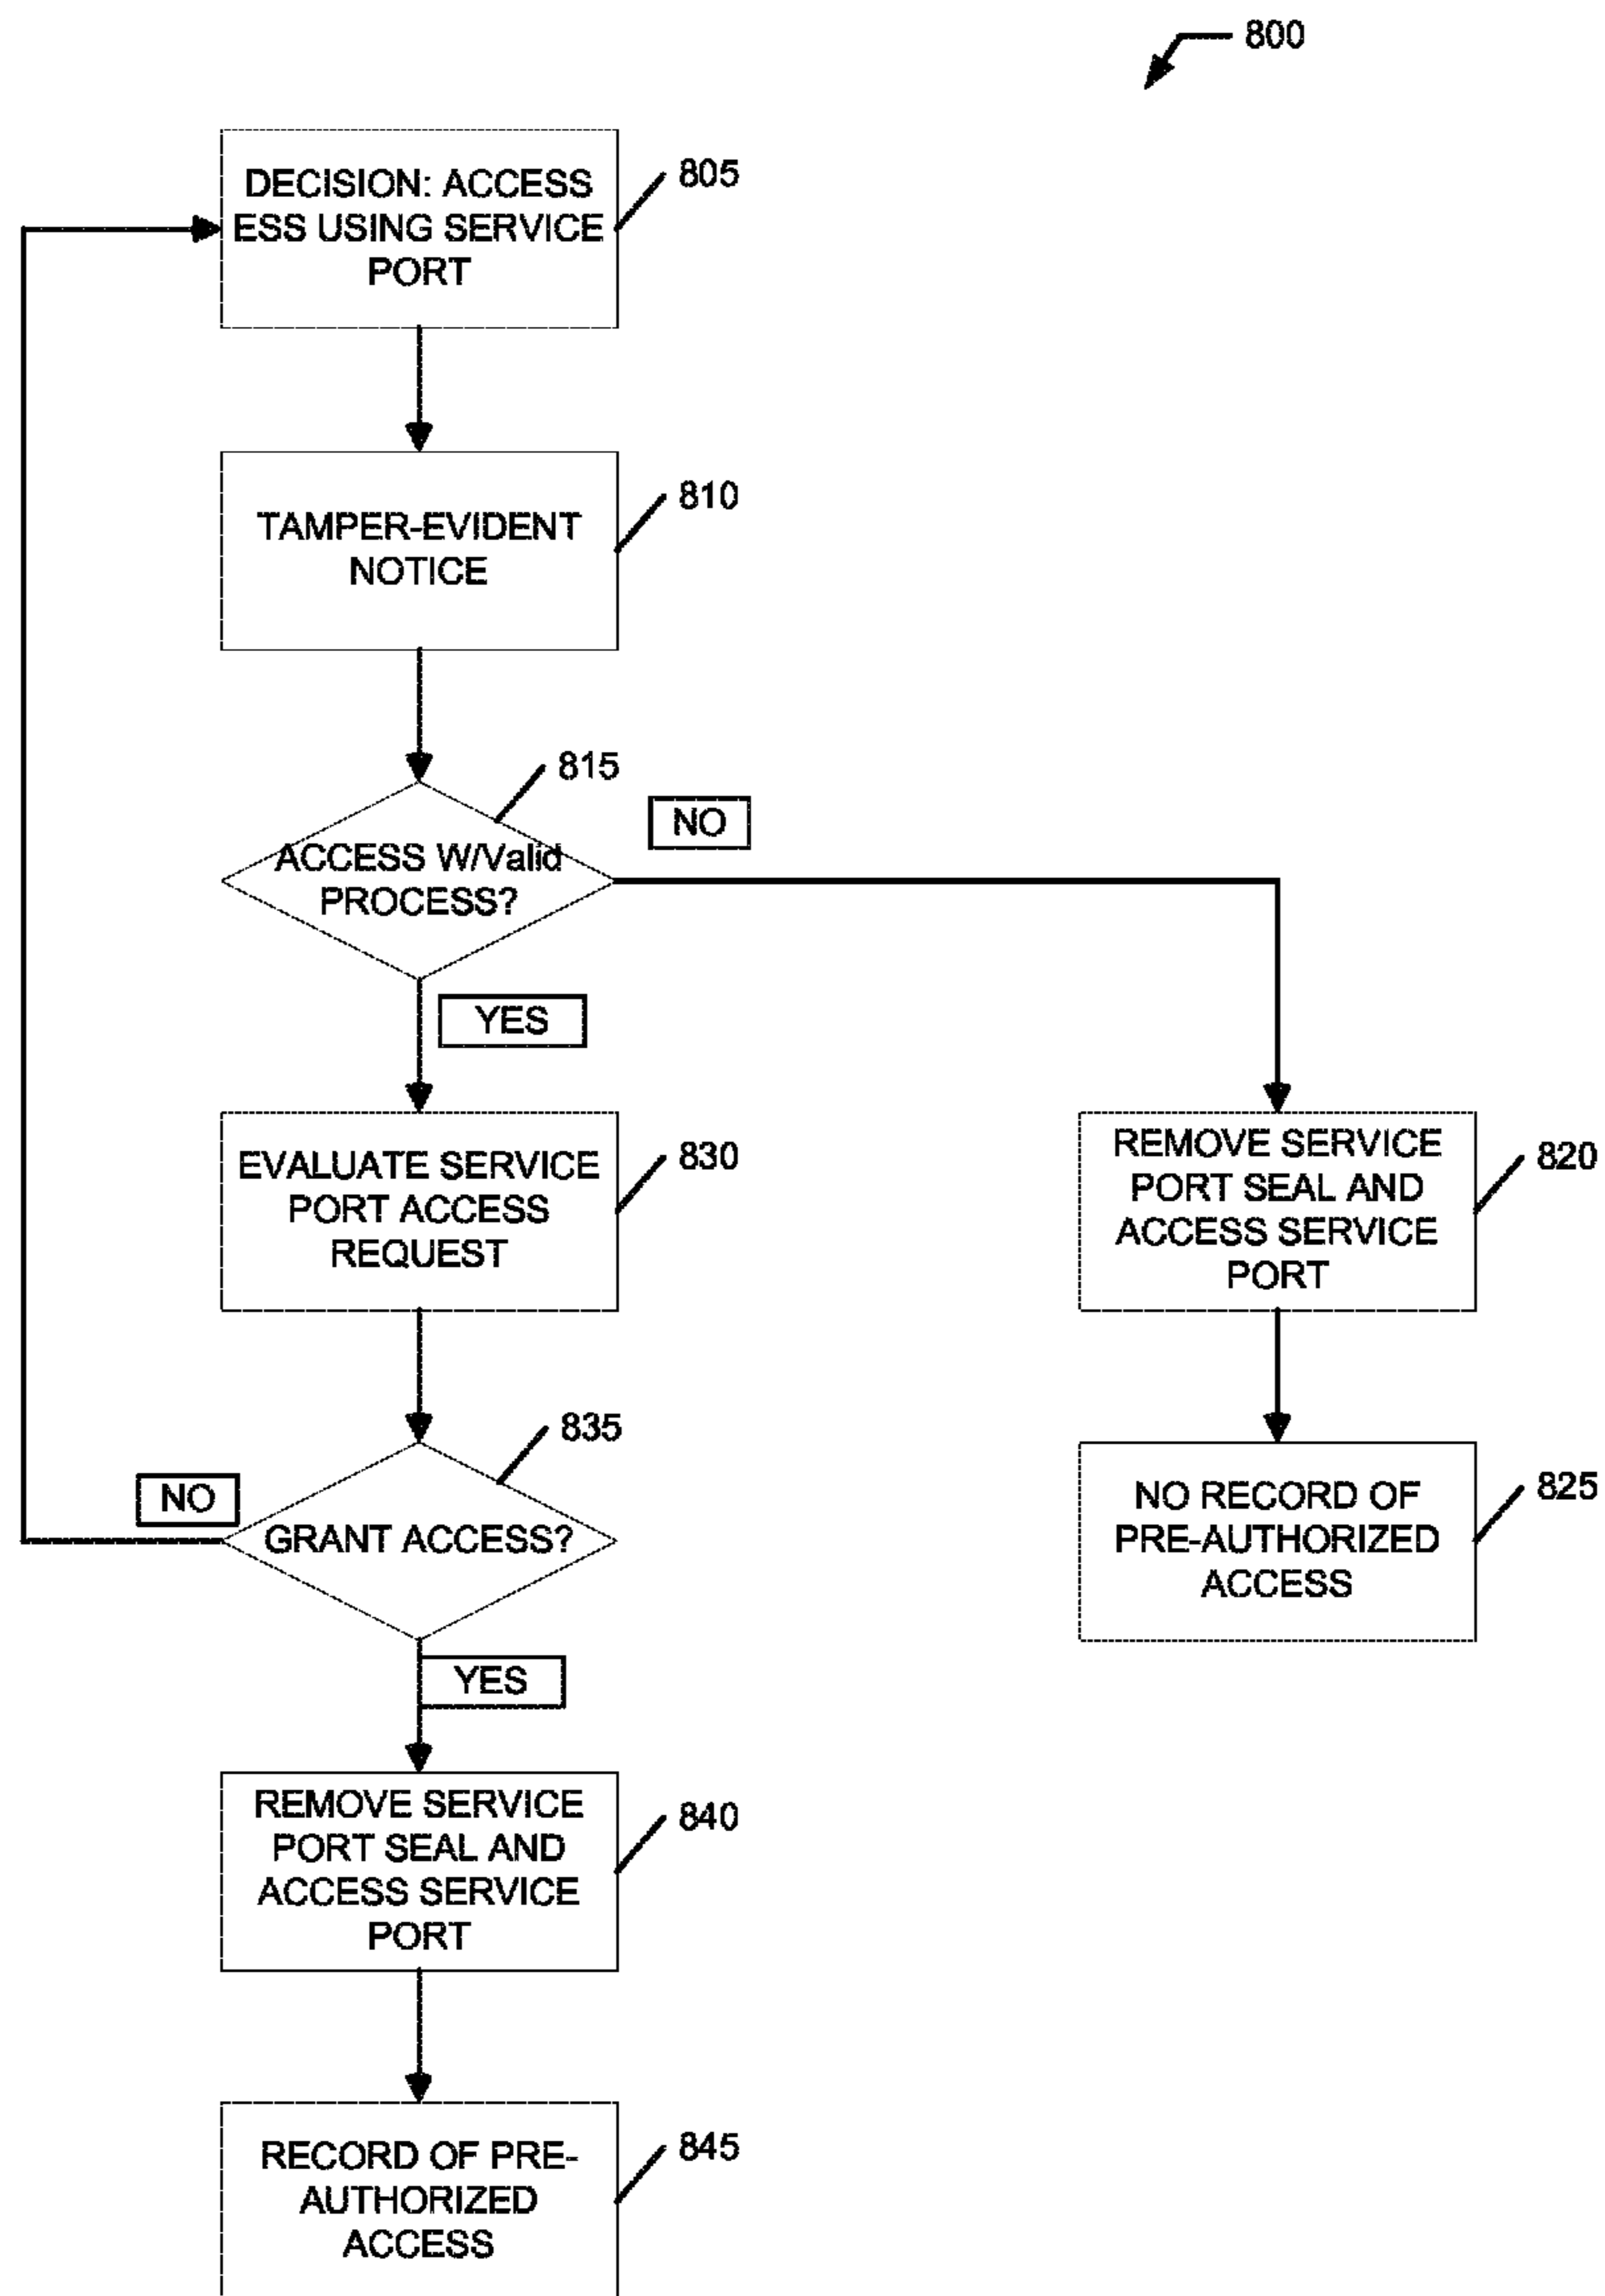 800
DECISION: ACCESS
ESS USING SERVICE
PORT
805
TAMPER-EVIDENT
NOTICE
810
815
ACCESS W/Valid
PROCESS?
NO
YES
EVALUATE SERVICE
PORT ACCESS
REQUEST
830
REMOVE SERVICE
PORT SEAL AND
ACCESS SERVICE
PORT
820
835
NO
GRANT ACCESS?
YES
NO RECORD OF
PRE-AUTHORIZED
ACCESS
825
REMOVE SERVICE
PORT SEAL AND
ACCESS SERVICE
PORT
840
RECORD OF PRE-
AUTHORIZED
ACCESS
845